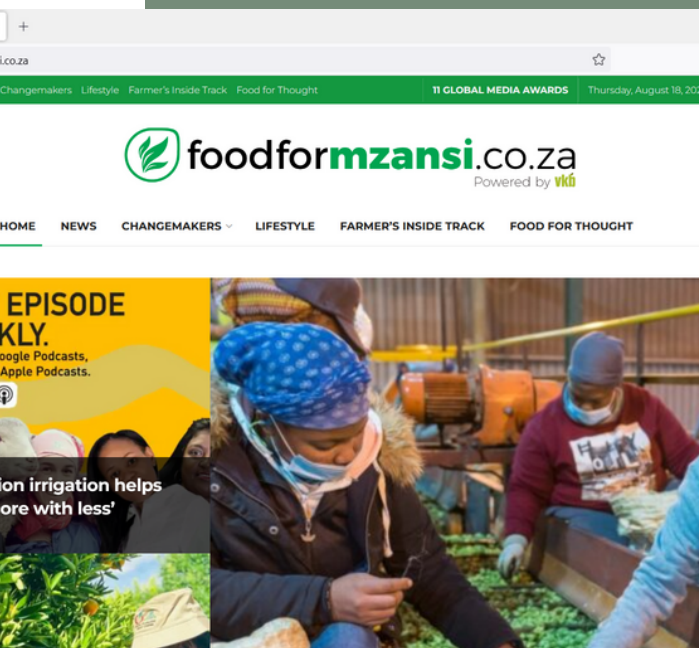 +
i.co.za
Changemakers Lifestyle Farmer's Inside Track Food for Thought 11 GLOBAL MEDIA AWARDS Thursday, August 18, 202
foodformzansi.co.za
Powered by vkb
HOME NEWS CHANGEMAKERS LIFESTYLE FARMER'S INSIDE TRACK FOOD FOR THOUGHT
EPISODE
KLY.
oogle Podcasts,
Apple Podcasts.
ion irrigation helps
ore with less'